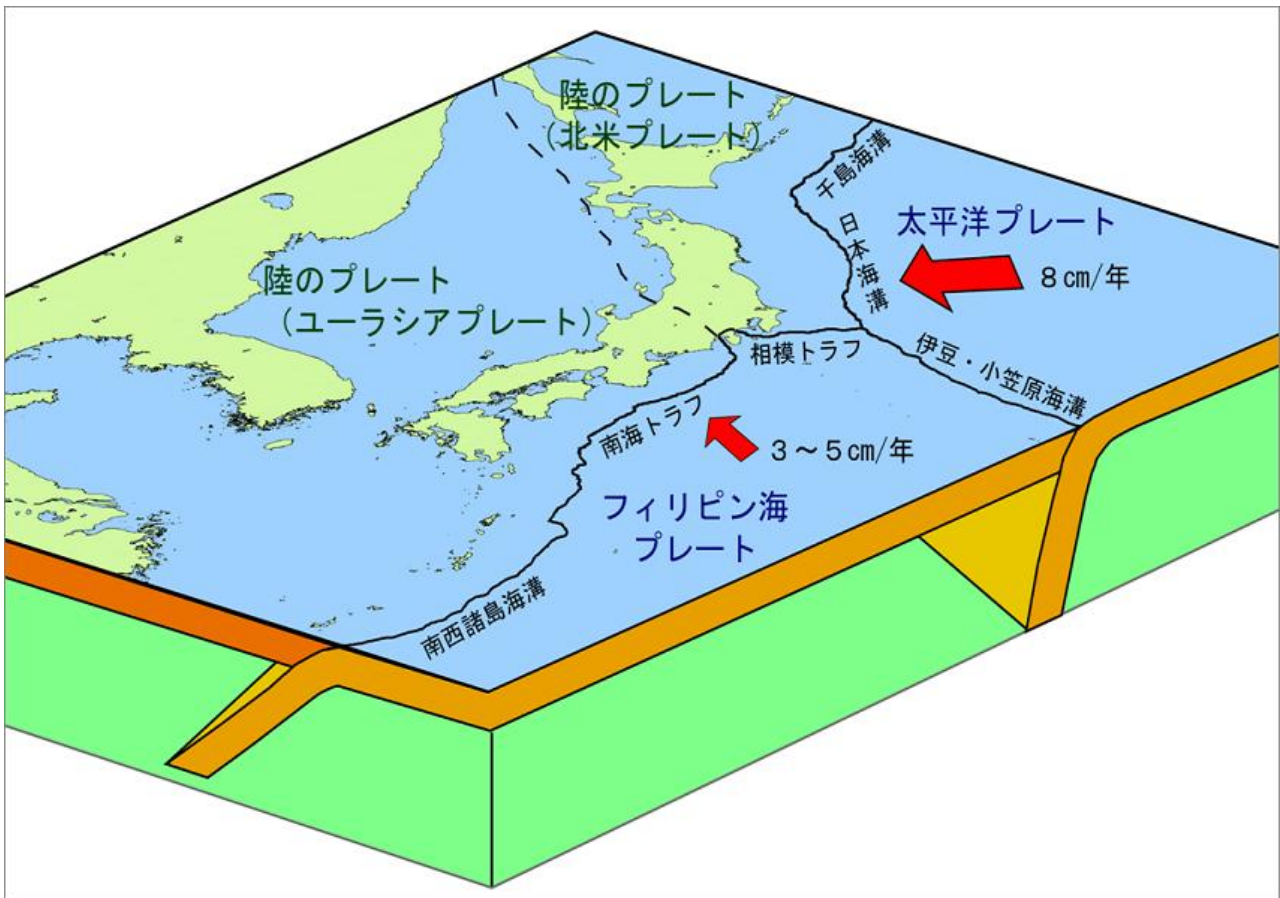 陸のプレート
(北米プレート)
千島海溝
日本海溝
太平洋プレート
8cm/年
陸のプレート
(ユーラシアプレート)
相模トラフ
伊豆・小笠原海溝
南海トラフ
3～5cm/年
フィリピン海
プレート
南西諸島海溝